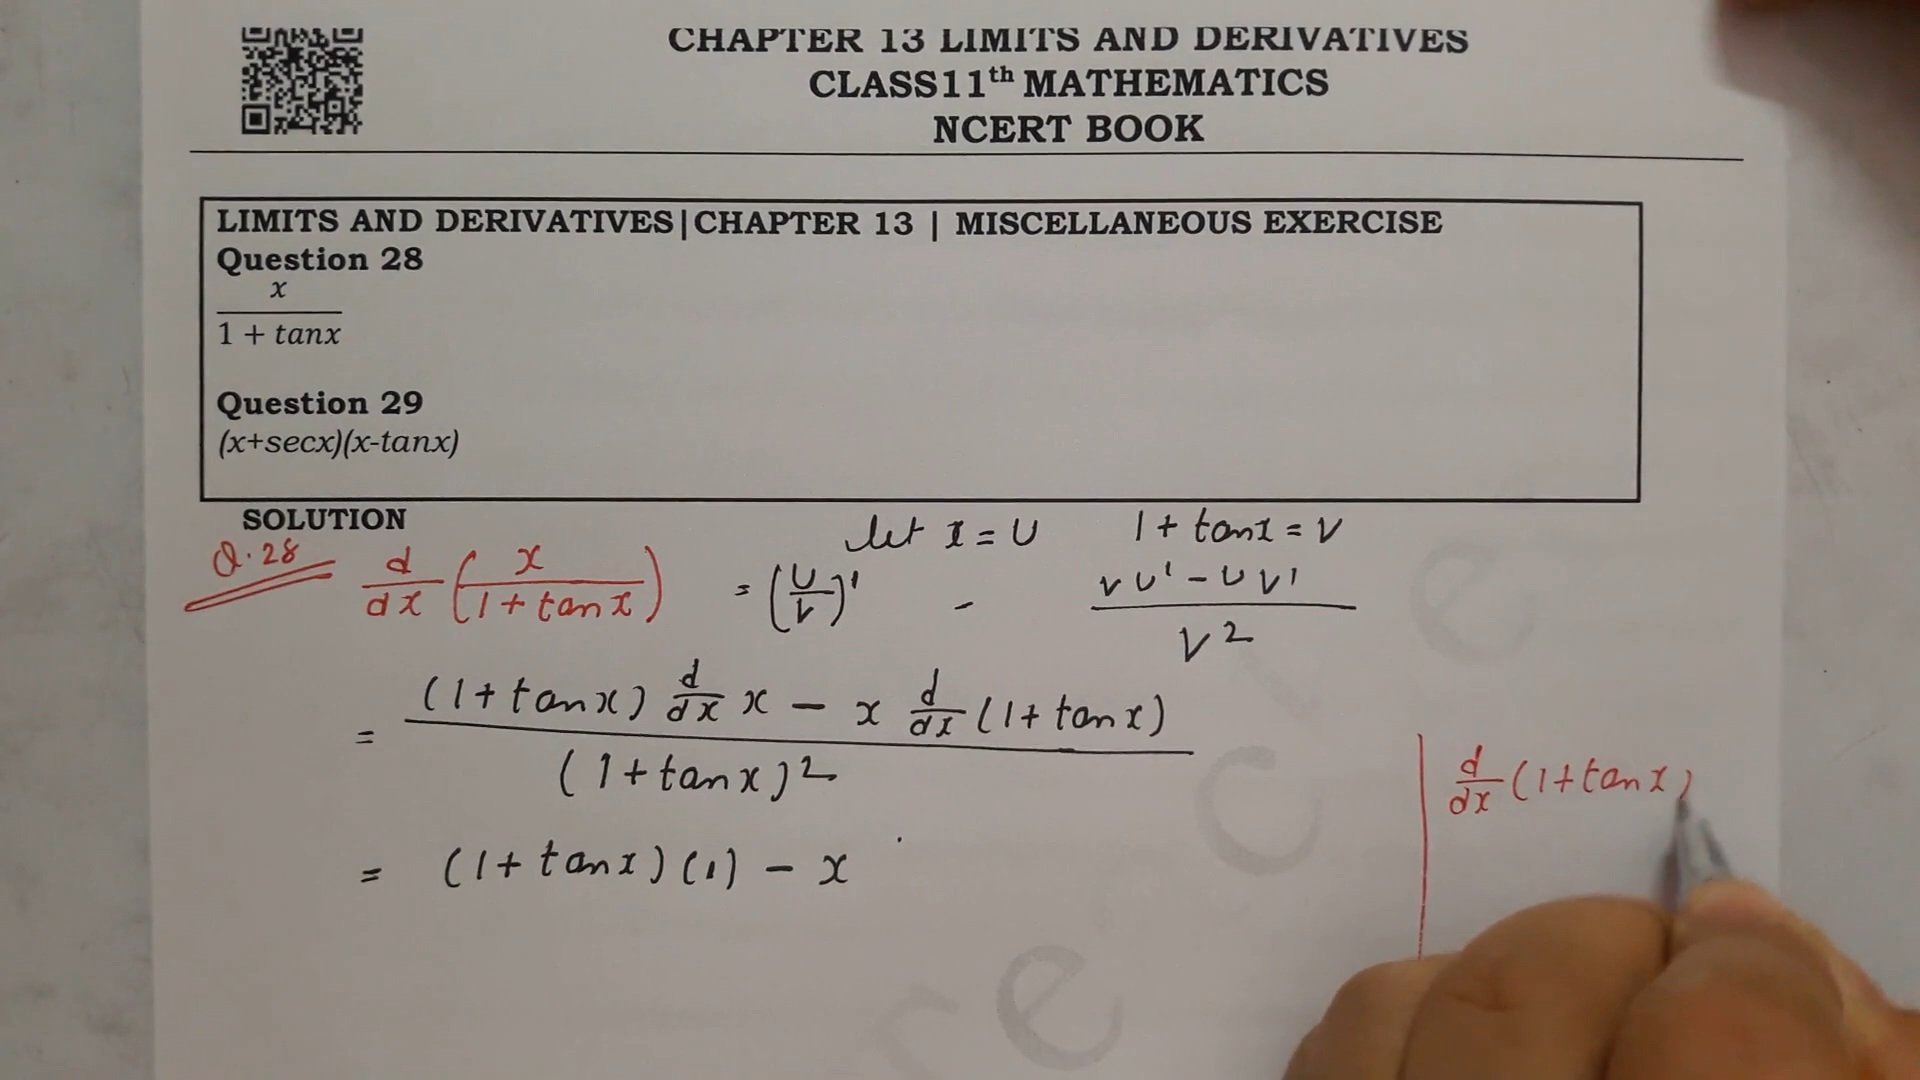 CHAPTER 13 LIMITS AND DERIVATIVES
CLASS11th MATHEMATICS
NCERT BOOK
LIMITS AND DERIVATIVES|CHAPTER 13 | MISCELLANEOUS EXERCISE
Question 28
x
1 + tanx
Question 29
(x+secx)(x-tanx)
SOLUTION
let x = U 1 + tanx = V
Q.28 d/dx (x/(1 + tan x)) = (U/V)' - (VU' - UV')/V²
= ((1+tanx) d/dx x - x d/dx (1+ tanx))/(1+tanx)²
= (1+tanx)(1) - x
d/dx (1+tanx)